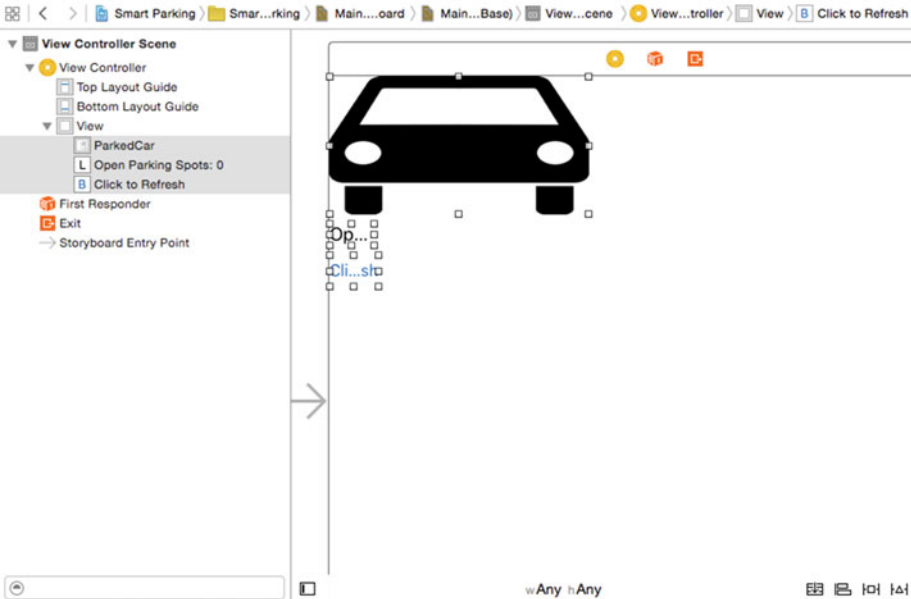 Smart Parking Smar...rking Main....oard Main...Base) View...cene View...troller View B Click to Refresh
View Controller Scene
View Controller
Top Layout Guide
Bottom Layout Guide
View
ParkedCar
L Open Parking Spots: 0
B Click to Refresh
First Responder
Exit
Storyboard Entry Point
Op...
Cli...sh
wAny hAny